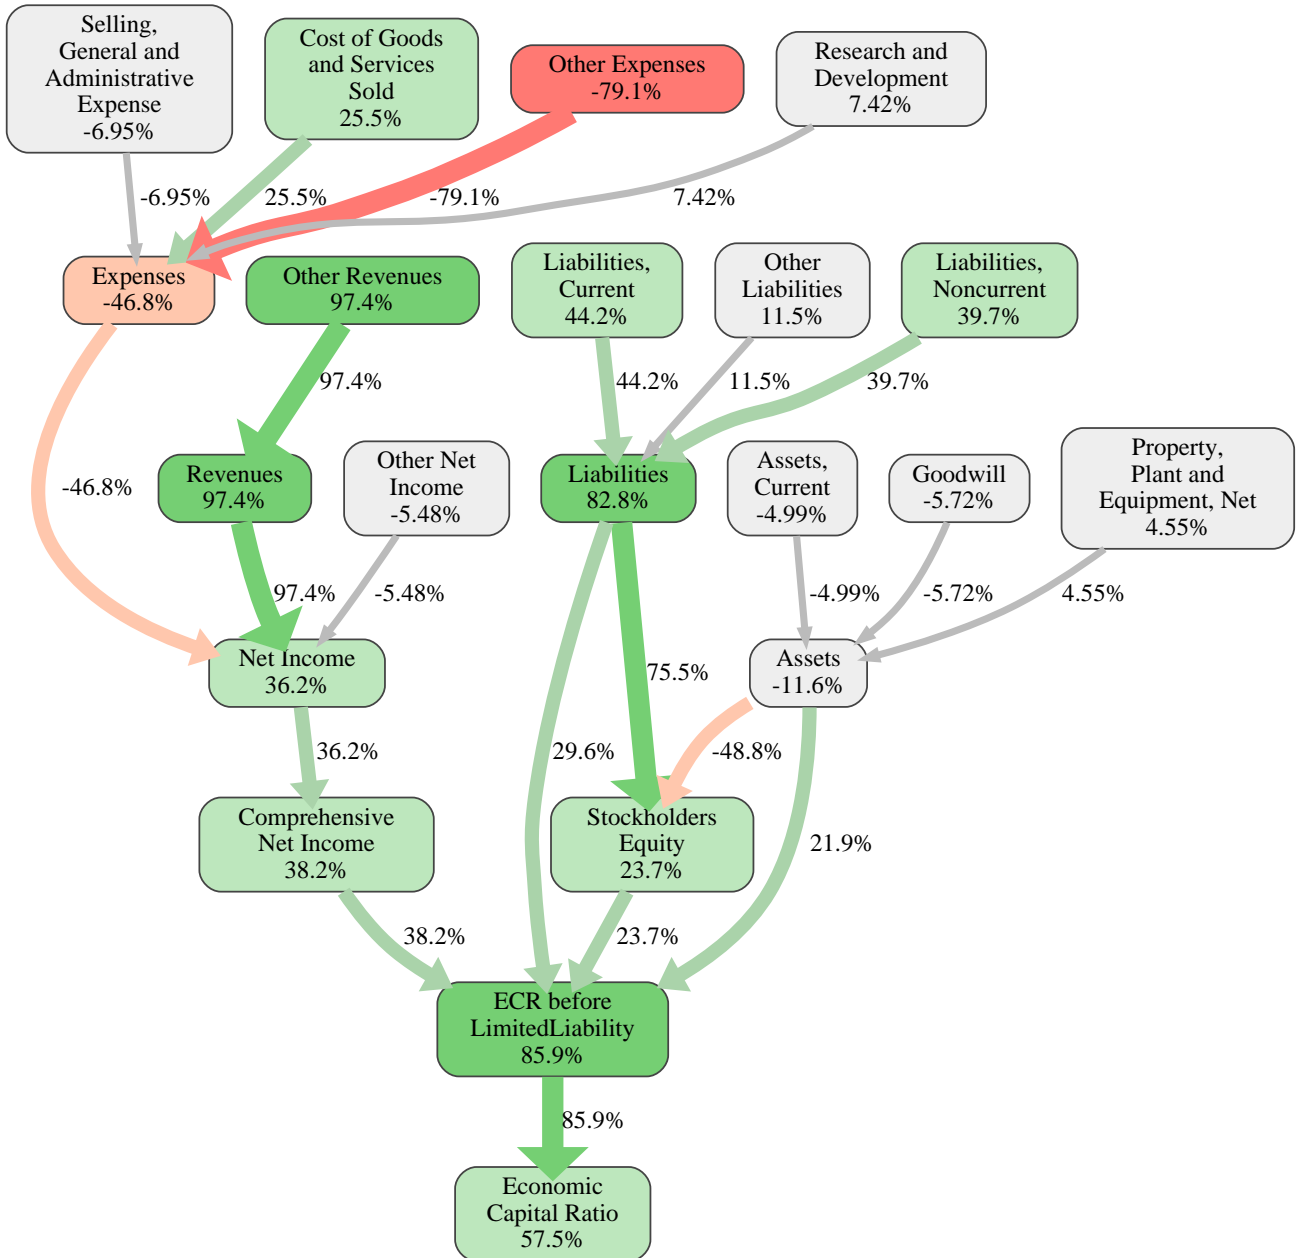 Selling,
General and
Administrative
Expense
-6.95%
Cost of Goods
and Services
Sold
25.5%
Other Expenses
-79.1%
Research and
Development
7.42%
-6.95%
25.5%
-79.1%
7.42%
Expenses
-46.8%
Other Revenues
97.4%
Liabilities,
Current
44.2%
Other
Liabilities
11.5%
Liabilities,
Noncurrent
39.7%
97.4%
44.2%
11.5%
39.7%
-46.8%
Revenues
97.4%
Other Net
Income
-5.48%
Liabilities
82.8%
Assets,
Current
-4.99%
Goodwill
-5.72%
Property,
Plant and
Equipment, Net
4.55%
97.4%
-5.48%
-4.99%
-5.72%
4.55%
Net Income
36.2%
75.5%
Assets
-11.6%
36.2%
29.6%
-48.8%
21.9%
Comprehensive
Net Income
38.2%
Stockholders
Equity
23.7%
38.2%
23.7%
ECR before
LimitedLiability
85.9%
85.9%
Economic
Capital Ratio
57.5%